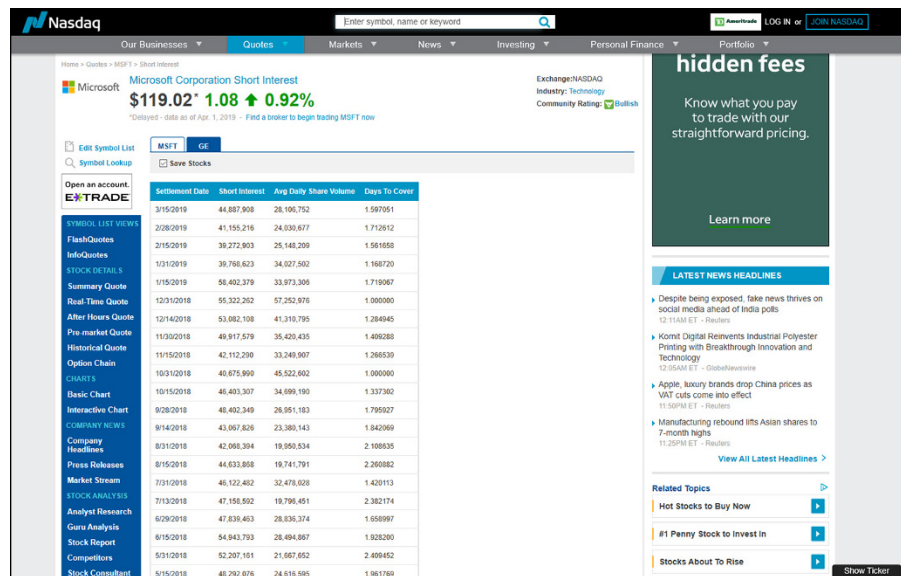 Nasdaq
Enter symbol, name or keyword
Ameritrade LOG IN or JOIN NASDAQ
Our Businesses Quotes Markets News Investing Personal Finance Portfolio
Home > Quotes > MSFT > Short Interest
Microsoft
Microsoft Corporation Short Interest
$119.02* 1.08 0.92%
*Delayed - data as of Apr. 1, 2019 - Find a broker to begin trading MSFT now
Exchange:NASDAQ
Industry: Technology
Community Rating: Bullish
Edit Symbol List
Symbol Lookup
MSFT GE
Save Stocks
Open an account.
E*TRADE
SYMBOL LIST VIEWS
FlashQuotes
InfoQuotes
STOCK DETAILS
Summary Quote
Real-Time Quote
After Hours Quote
Pre-market Quote
Historical Quote
Option Chain
CHARTS
Basic Chart
Interactive Chart
COMPANY NEWS
Company
Headlines
Press Releases
Market Stream
STOCK ANALYSIS
Analyst Research
Guru Analysis
Stock Report
Competitors
Stock Consultant
Settlement Date Short Interest Avg Daily Share Volume Days To Cover
3/15/2019 44,887,908 28,106,752 1.597051
2/28/2019 41,155,216 24,030,677 1.712612
2/15/2019 39,272,903 25,148,209 1.561658
1/31/2019 39,768,623 34,027,502 1.168720
1/15/2019 58,402,379 33,973,306 1.719067
12/31/2018 55,322,262 57,252,976 1.000000
12/14/2018 53,082,108 41,310,795 1.284945
11/30/2018 49,917,579 35,420,435 1.409288
11/15/2018 42,112,290 33,249,907 1.266539
10/31/2018 40,675,990 45,522,602 1.000000
10/15/2018 46,403,307 34,699,190 1.337302
9/28/2018 48,402,349 26,951,183 1.795927
9/14/2018 43,067,826 23,380,143 1.842069
8/31/2018 42,068,394 19,950,534 2.108635
8/15/2018 44,633,868 19,741,791 2.260882
7/31/2018 46,122,462 32,478,028 1.420113
7/13/2018 47,158,592 19,796,451 2.382174
6/29/2018 47,839,463 28,836,374 1.658997
6/15/2018 54,943,793 28,494,867 1.928200
5/31/2018 52,207,161 21,667,652 2.409452
5/15/2018 48,292,076 24,616,595 1.961769
hidden fees
Know what you pay
to trade with our
straightforward pricing.
Learn more
LATEST NEWS HEADLINES
Despite being exposed, fake news thrives on
social media ahead of India polls
12:11AM ET - Reuters
Kornit Digital Reinvents Industrial Polyester
Printing with Breakthrough Innovation and
Technology
12:05AM ET - GlobeNewswire
Apple, luxury brands drop China prices as
VAT cuts come into effect
11:50PM ET - Reuters
Manufacturing rebound lifts Asian shares to
7-month highs
11:25PM ET - Reuters
View All Latest Headlines >
Related Topics
Hot Stocks to Buy Now
#1 Penny Stock to Invest In
Stocks About To Rise
Show Ticker